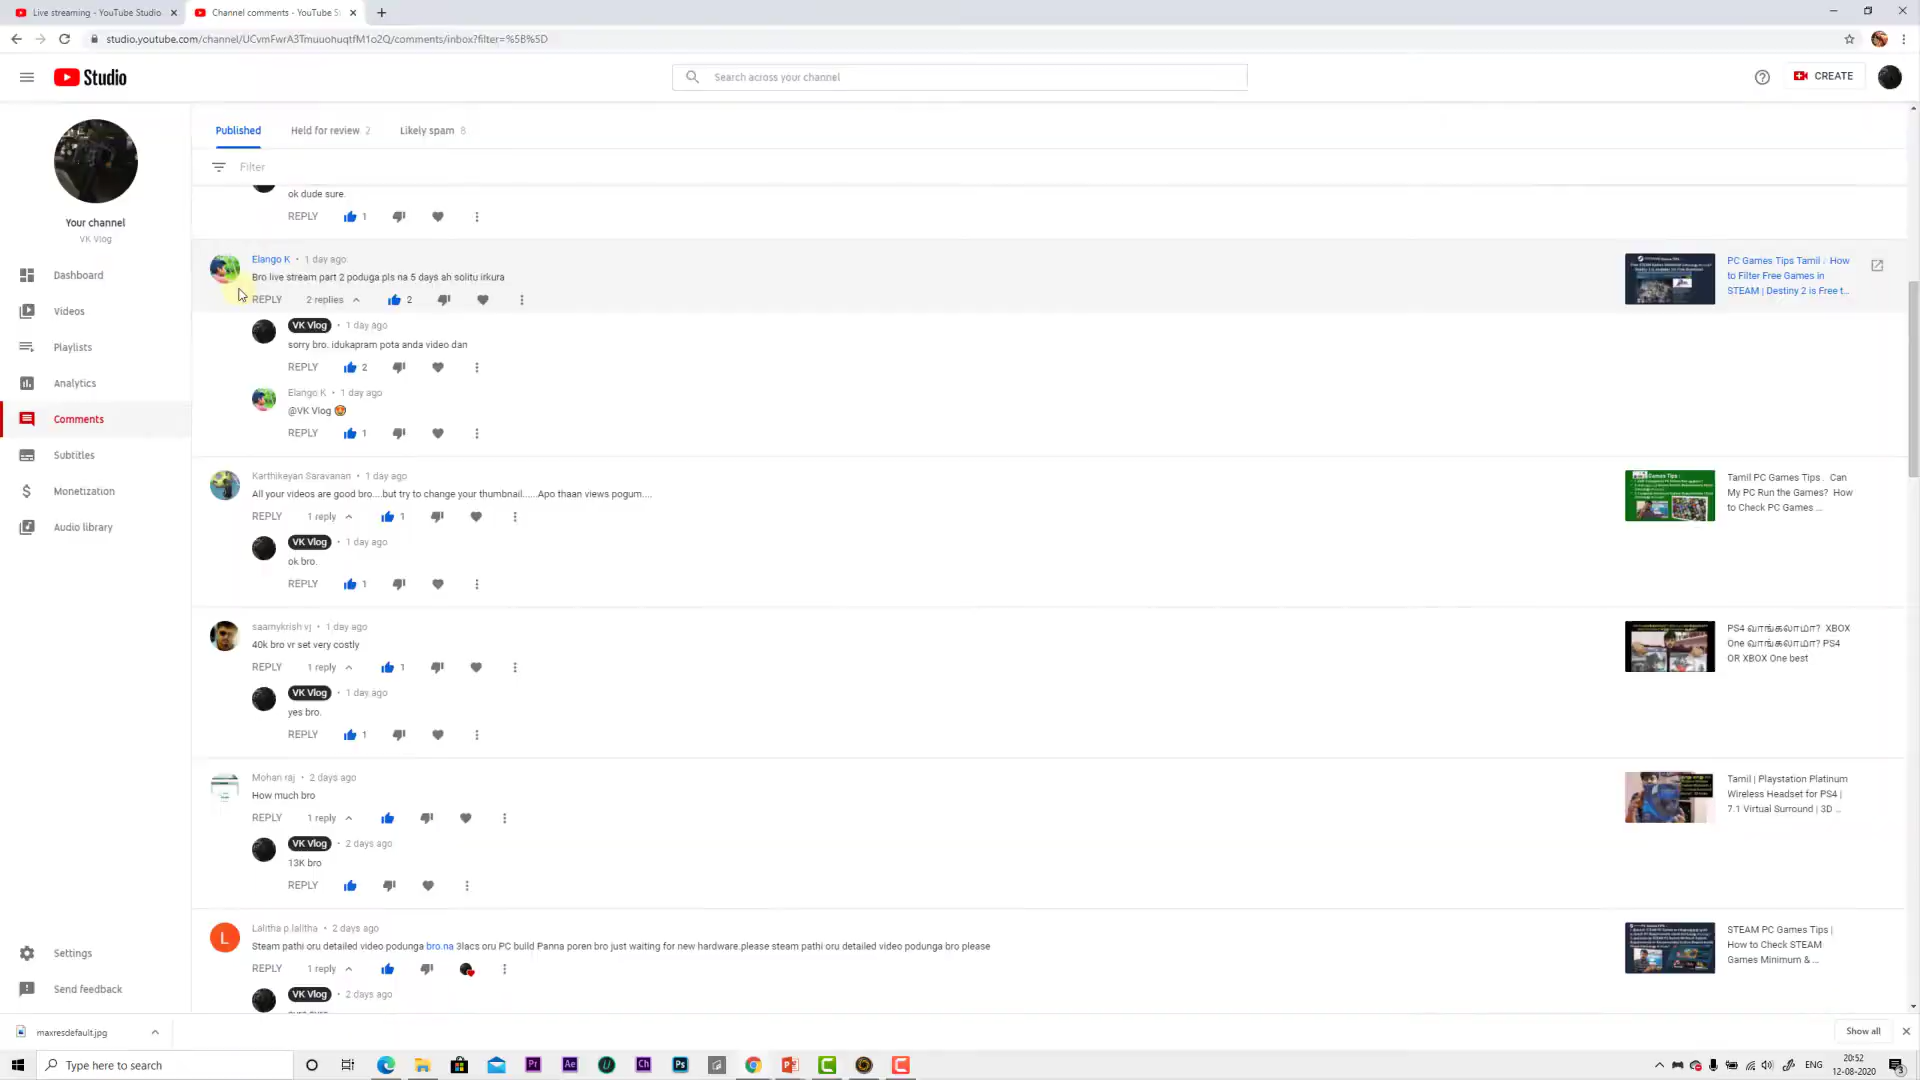 Live streaming - YouTube Studio
Channel comments - YouTube S
studio.youtube.com/channel/UCvmFwrA3TmuuohuqtfM1o2Q/comments/inbox?filter=%5B%5D
Studio
Search across your channel
CREATE
Your channel
VK Vlog
Dashboard
Videos
Playlists
Analytics
Comments
Subtitles
Monetization
Audio library
Settings
Send feedback
Published
Held for review 2
Likely spam 8
Filter
ok dude sure.
REPLY 1
Elango K • 1 day ago
Bro live stream part 2 poduga pls na 5 days ah solitu irkura
REPLY 2 replies 2
PC Games Tips Tamil . How
to Filter Free Games in
STEAM | Destiny 2 is Free t...
VK Vlog • 1 day ago
sorry bro. idukapram pota anda video dan
REPLY 2
Elango K • 1 day ago
@VK Vlog 😍
REPLY 1
Karthikeyan Saravanan • 1 day ago
All your videos are good bro....but try to change your thumbnail......Apo thaan views pogum....
REPLY 1 reply 1
Tamil PC Games Tips . Can
My PC Run the Games? How
to Check PC Games ...
VK Vlog • 1 day ago
ok bro.
REPLY 1
saamykrish vj • 1 day ago
40k bro vr set very costly
REPLY 1 reply 1
PS4 வாங்கலாமா? XBOX
One வாங்கலாமா? PS4
OR XBOX One best
VK Vlog • 1 day ago
yes bro.
REPLY 1
Mohan raj • 2 days ago
How much bro
REPLY 1 reply
Tamil | Playstation Platinum
Wireless Headset for PS4 |
7.1 Virtual Surround | 3D ...
VK Vlog • 2 days ago
13K bro
REPLY
L
Lalitha p.lalitha • 2 days ago
Steam pathi oru detailed video podunga bro.na 3lacs oru PC build Panna poren bro just waiting for new hardware.please steam pathi oru detailed video podunga bro please
REPLY 1 reply
STEAM PC Games Tips |
How to Check STEAM
Games Minimum & ...
VK Vlog • 2 days ago
maxresdefault.jpg
Show all
Type here to search
Pr
Ae
Ch
Ps
ENG
20:52
12-08-2020
3